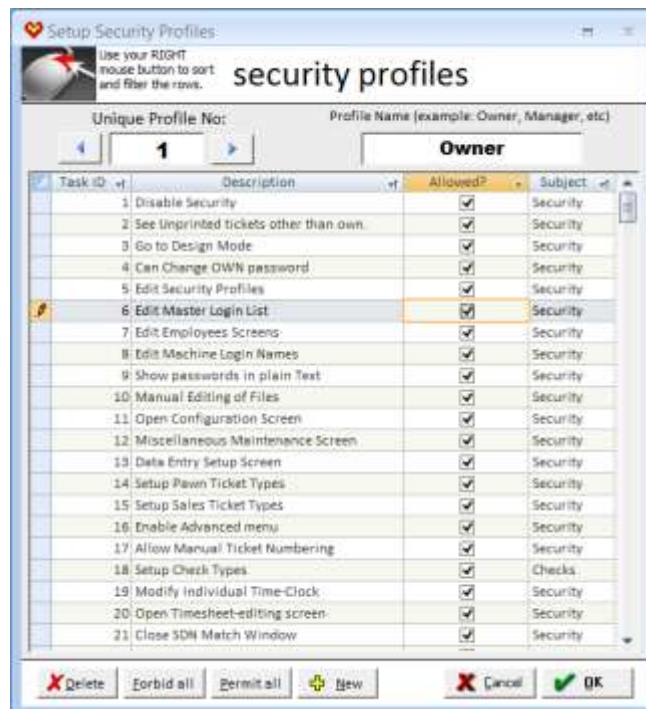 Setup Security Profiles
Use your RIGHT
mouse button to sort
and filter the rows.
security profiles
Unique Profile No:
Profile Name (example: Owner, Manager, etc)
1
Owner
Task ID Description Allowed? Subject
1 Disable Security Security
2 See Unprinted tickets other than own. Security
3 Go to Design Mode Security
4 Can Change OWN password Security
5 Edit Security Profiles Security
6 Edit Master Login List Security
7 Edit Employees Screens Security
8 Edit Machine Login Names Security
9 Show passwords in plain Text Security
10 Manual Editing of Files Security
11 Open Configuration Screen Security
12 Miscellaneous Maintenance Screen Security
13 Data Entry Setup Screen Security
14 Setup Pawn Ticket Types Security
15 Setup Sales Ticket Types Security
16 Enable Advanced menu Security
17 Allow Manual Ticket Numbering Security
18 Setup Check Types Checks
19 Modify Individual Time-Clock Security
20 Open Timesheet-editing screen Security
21 Close SDN Match Window Security
Delete Forbid all Permit all New Cancel OK